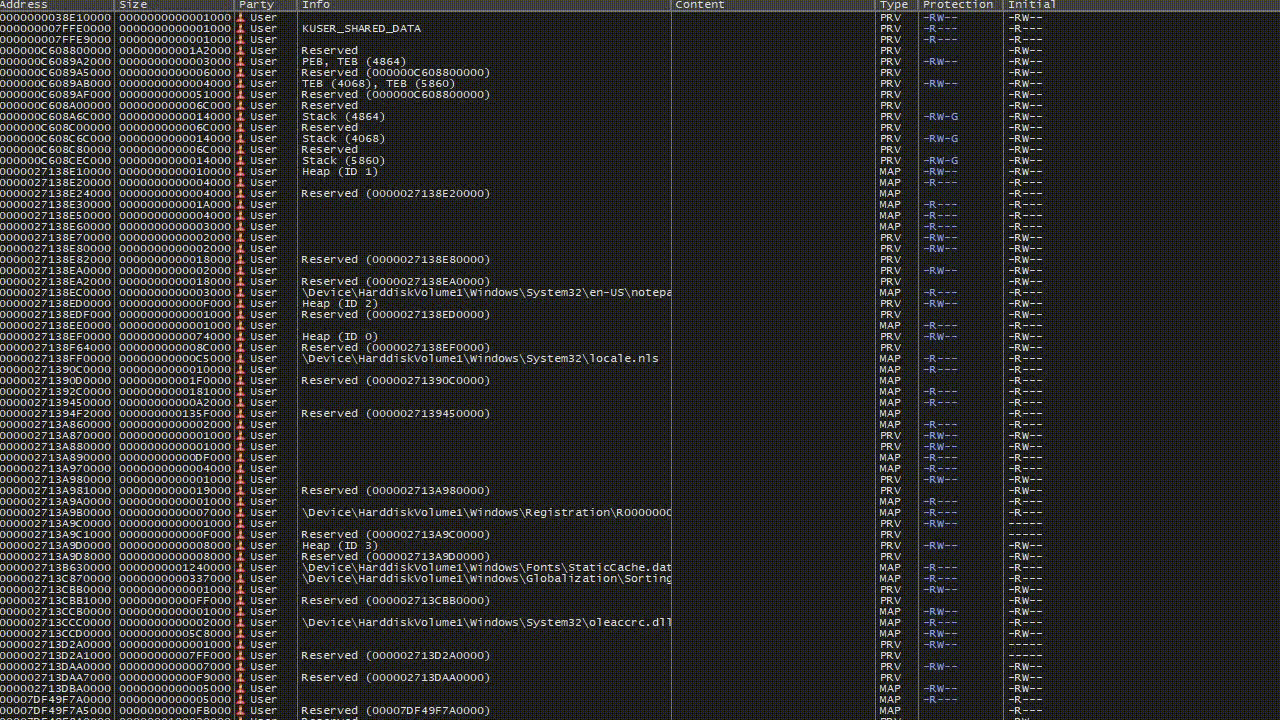 Address Size Party Info Content Type Protection Initial
0000000038E10000 0000000000001000 User PRV -RW-- -RW--
000000007FFE0000 0000000000001000 User KUSER_SHARED_DATA PRV -R--- -R---
000000007FFE9000 0000000000001000 User PRV -R--- -R---
000000C608800000 00000000001A2000 User Reserved PRV -RW--
000000C6089A2000 0000000000003000 User PEB, TEB (4864) PRV -RW-- -RW--
000000C6089A5000 0000000000006000 User Reserved (000000C608800000) PRV -RW--
000000C6089AB000 0000000000004000 User TEB (4068), TEB (5860) PRV -RW-- -RW--
000000C6089AF000 0000000000051000 User Reserved (000000C608800000) PRV -RW--
000000C608A00000 000000000006C000 User Reserved PRV -RW--
000000C608A6C000 0000000000014000 User Stack (4864) PRV -RW-G -RW--
000000C608C00000 000000000006C000 User Reserved PRV -RW--
000000C608C6C000 0000000000014000 User Stack (4068) PRV -RW-G -RW--
000000C608C80000 000000000006C000 User Reserved PRV -RW--
000000C608CEC000 0000000000014000 User Stack (5860) PRV -RW-G -RW--
0000027138E10000 0000000000010000 User Heap (ID 1) MAP -RW-- -RW--
0000027138E20000 0000000000004000 User MAP -R--- -R---
0000027138E24000 0000000000004000 User Reserved (0000027138E20000) MAP -R---
0000027138E30000 000000000001A000 User MAP -R--- -R---
0000027138E50000 0000000000004000 User MAP -R--- -R---
0000027138E60000 0000000000003000 User MAP -R--- -R---
0000027138E70000 0000000000002000 User PRV -RW-- -RW--
0000027138E80000 0000000000002000 User PRV -RW-- -RW--
0000027138E82000 0000000000018000 User Reserved (0000027138E80000) PRV -RW--
0000027138EA0000 0000000000002000 User PRV -RW-- -RW--
0000027138EA2000 0000000000018000 User Reserved (0000027138EA0000) PRV -RW--
0000027138EC0000 0000000000003000 User \Device\HarddiskVolume1\Windows\System32\en-US\notepa MAP -R--- -R---
0000027138ED0000 000000000000F000 User Heap (ID 2) PRV -RW-- -RW--
0000027138EDF000 0000000000001000 User Reserved (0000027138ED0000) PRV -RW--
0000027138EE0000 0000000000001000 User MAP -R--- -R---
0000027138EF0000 0000000000074000 User Heap (ID 0) PRV -RW-- -RW--
0000027138F64000 000000000008C000 User Reserved (0000027138EF0000) PRV -RW--
0000027138FF0000 00000000000C5000 User \Device\HarddiskVolume1\Windows\System32\locale.nls MAP -R--- -R---
00000271390C0000 0000000000010000 User MAP -R--- -R---
00000271390D0000 00000000001F0000 User Reserved (00000271390C0000) MAP -R---
00000271392C0000 0000000000181000 User MAP -R--- -R---
0000027139450000 00000000000A2000 User MAP -R--- -R---
00000271394F2000 000000000135F000 User Reserved (0000027139450000) MAP -R---
000002713A860000 0000000000002000 User MAP -R--- -R---
000002713A870000 0000000000001000 User PRV -RW-- -RW--
000002713A880000 0000000000001000 User PRV -RW-- -RW--
000002713A890000 00000000000DF000 User MAP -R--- -R---
000002713A970000 0000000000004000 User MAP -R--- -R---
000002713A980000 0000000000001000 User PRV -RW-- -RW--
000002713A981000 0000000000019000 User Reserved (000002713A980000) PRV -RW--
000002713A9A0000 0000000000001000 User MAP -R--- -R---
000002713A9B0000 0000000000007000 User \Device\HarddiskVolume1\Windows\Registration\R0000000 MAP -R--- -R---
000002713A9C0000 0000000000001000 User PRV -RW-- -----
000002713A9C1000 000000000000F000 User Reserved (000002713A9C0000) PRV -----
000002713A9D0000 0000000000008000 User Heap (ID 3) PRV -RW-- -RW--
000002713A9D8000 0000000000008000 User Reserved (000002713A9D0000) PRV -RW--
000002713B630000 0000000001240000 User \Device\HarddiskVolume1\Windows\Fonts\StaticCache.dat MAP -R--- -R---
000002713C870000 0000000000337000 User \Device\HarddiskVolume1\Windows\Globalization\Sorting MAP -R--- -R---
000002713CBB0000 0000000000001000 User PRV -RW-- -RW--
000002713CBB1000 00000000000FF000 User Reserved (000002713CBB0000) PRV -RW--
000002713CCB0000 0000000000001000 User MAP -RW-- -RW--
000002713CCC0000 0000000000002000 User \Device\HarddiskVolume1\Windows\System32\oleaccrc.dll MAP -R--- -R---
000002713CCD0000 00000000005C8000 User MAP -RW-- -RW--
000002713D2A0000 0000000000001000 User PRV -RW-- -----
000002713D2A1000 00000000007FF000 User Reserved (000002713D2A0000) PRV -----
000002713DAA0000 0000000000007000 User PRV -RW-- -RW--
000002713DAA7000 00000000000F9000 User Reserved (000002713DAA0000) PRV -RW--
000002713DBA0000 0000000000005000 User MAP -RW-- -RW--
00007DF49F7A0000 0000000000005000 User MAP -R--- -R---
00007DF49F7A5000 00000000000FB000 User Reserved (00007DF49F7A0000) MAP -R---